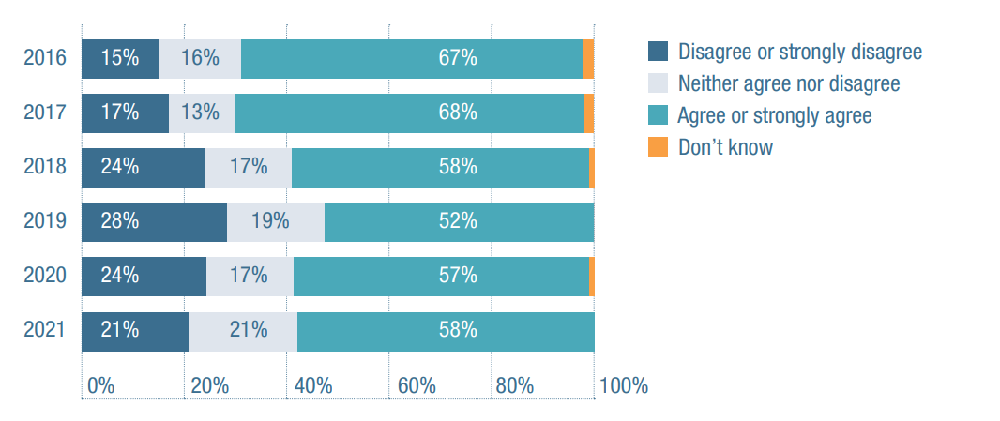 2016 15% 16% 67%
2017 17% 13% 68%
2018 24% 17% 58%
2019 28% 19% 52%
2020 24% 17% 57%
2021 21% 21% 58%
0% 20% 40% 60% 80% 100%
Disagree or strongly disagree
Neither agree nor disagree
Agree or strongly agree
Don’t know